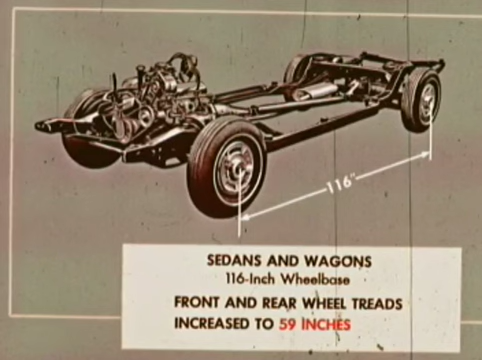 116"
SEDANS AND WAGONS
116-Inch Wheelbase
FRONT AND REAR WHEEL TREADS
INCREASED TO 59 INCHES